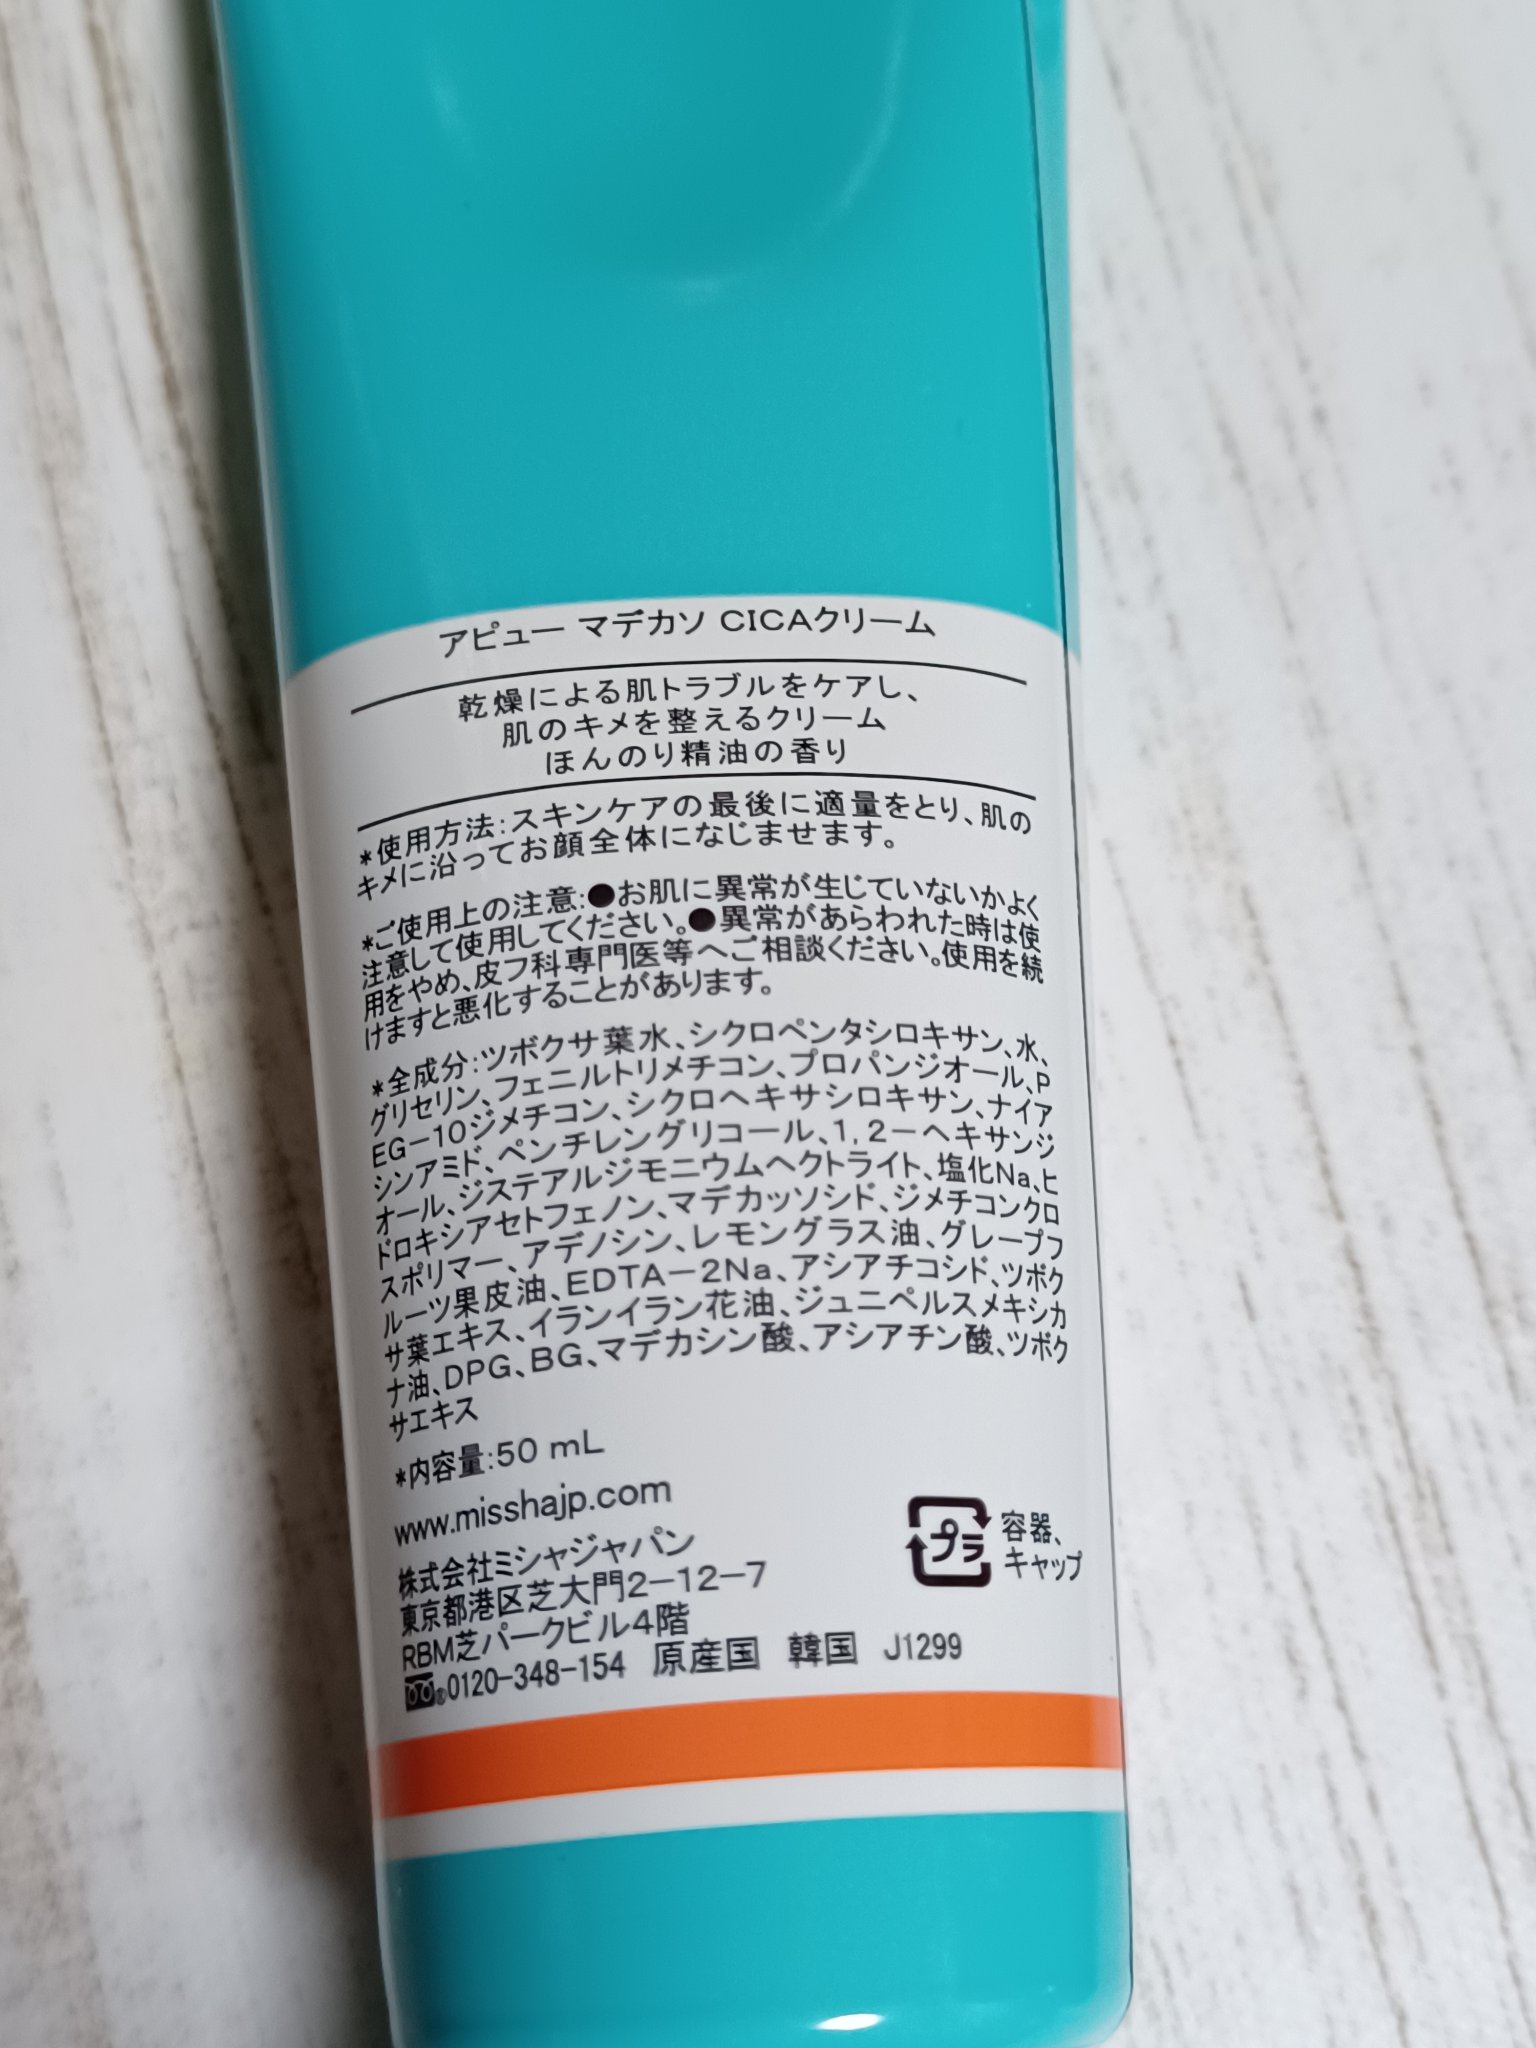 アピュー マデカソ CICAクリーム
乾燥による肌トラブルをケアし、
肌のキメを整えるクリーム
ほんのり精油の香り
*使用方法:スキンケアの最後に適量をとり、肌の
キメに沿ってお顔全体になじませます。
*ご使用上の注意:●お肌に異常が生じていないかよく
注意して使用してください。●異常があらわれた時は使
用をやめ、皮フ科専門医等へご相談ください。使用を続
けますと悪化することがあります。
*全成分:ツボクサ葉水、シクロペンタシロキサン、水、
グリセリン、フェニルトリメチコン、プロパンジオール、P
EG-10ジメチコン、シクロヘキサシロキサン、ナイア
シンアミド、ペンチレングリコール、1,2-ヘキサンジ
オール、ジステアルジモニウムヘクトライト、塩化Na、ヒ
ドロキシアセトフェノン、マデカッソシド、ジメチコンクロ
スポリマー、アデノシン、レモングラス油、グレープフ
ルーツ果皮油、EDTA-2Na、アシアチコシド、ツボク
サ葉エキス、イランイラン花油、ジュニペルスメキシカ
ナ油、DPG、BG、マデカシン酸、アシアチン酸、ツボク
サエキス
*内容量:50 mL
www.misshajp.com
株式会社ミシャジャパン
東京都港区芝大門2-12-7
RBM芝パークビル4階
0120-348-154 原産国 韓国 J1299
プラ 容器、
キャップ